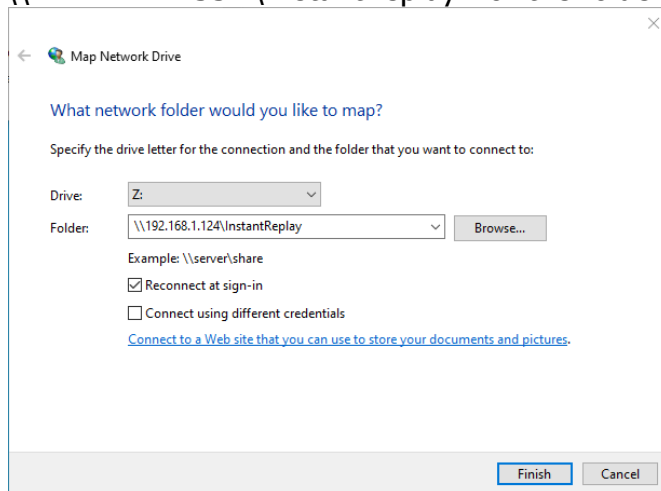 Map Network Drive
What network folder would you like to map?
Specify the drive letter for the connection and the folder that you want to connect to:
Drive: Z:
Folder: \\192.168.1.124\InstantReplay Browse...
Example: \\server\share
Reconnect at sign-in
Connect using different credentials
Connect to a Web site that you can use to store your documents and pictures.
Finish Cancel